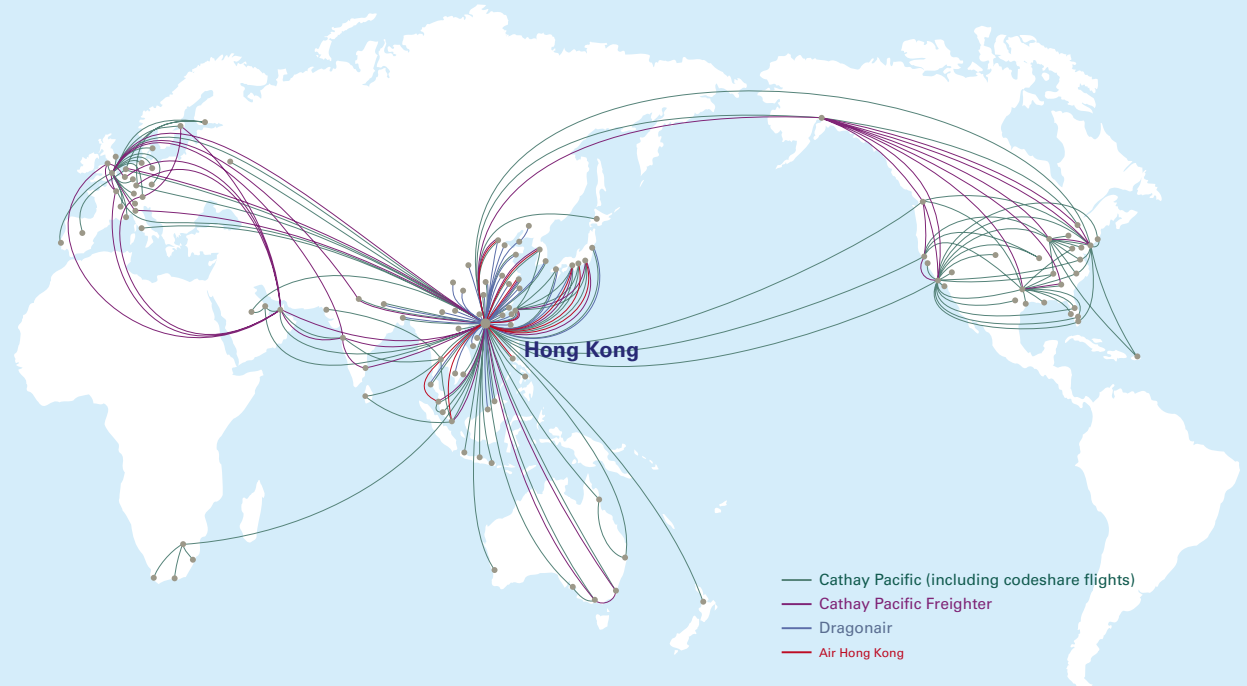 Hong Kong
Cathay Pacific (including codeshare flights)
Cathay Pacific Freighter
Dragonair
Air Hong Kong